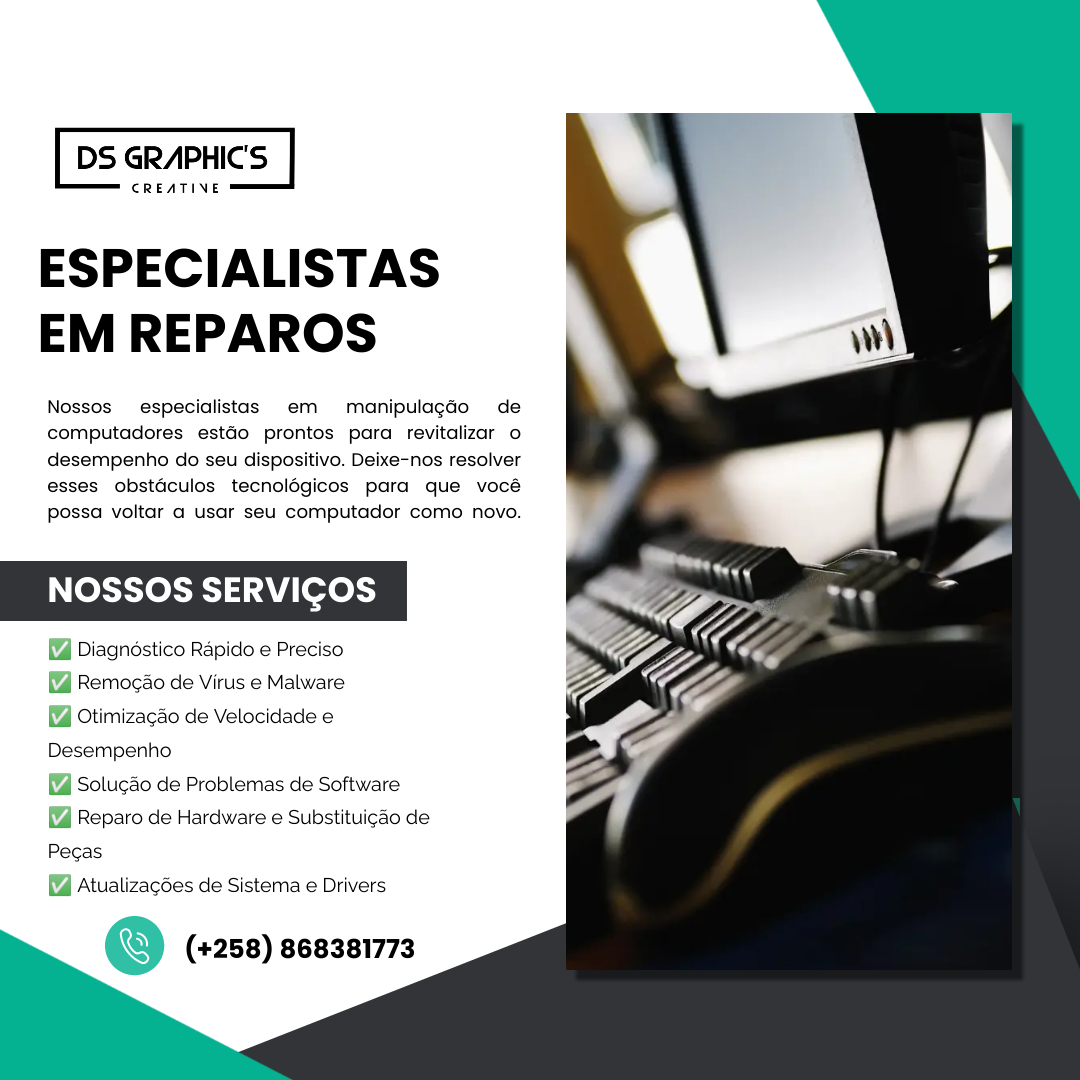 DS GRAPHIC'S
CREATIVE
ESPECIALISTAS
EM REPAROS
Nossos especialistas em manipulação de
computadores estão prontos para revitalizar o
desempenho do seu dispositivo. Deixe-nos resolver
esses obstáculos tecnológicos para que você
possa voltar a usar seu computador como novo.
NOSSOS SERVIÇOS
✅ Diagnóstico Rápido e Preciso
✅ Remoção de Vírus e Malware
✅ Otimização de Velocidade e
Desempenho
✅ Solução de Problemas de Software
✅ Reparo de Hardware e Substituição de
Peças
✅ Atualizações de Sistema e Drivers
(+258) 868381773